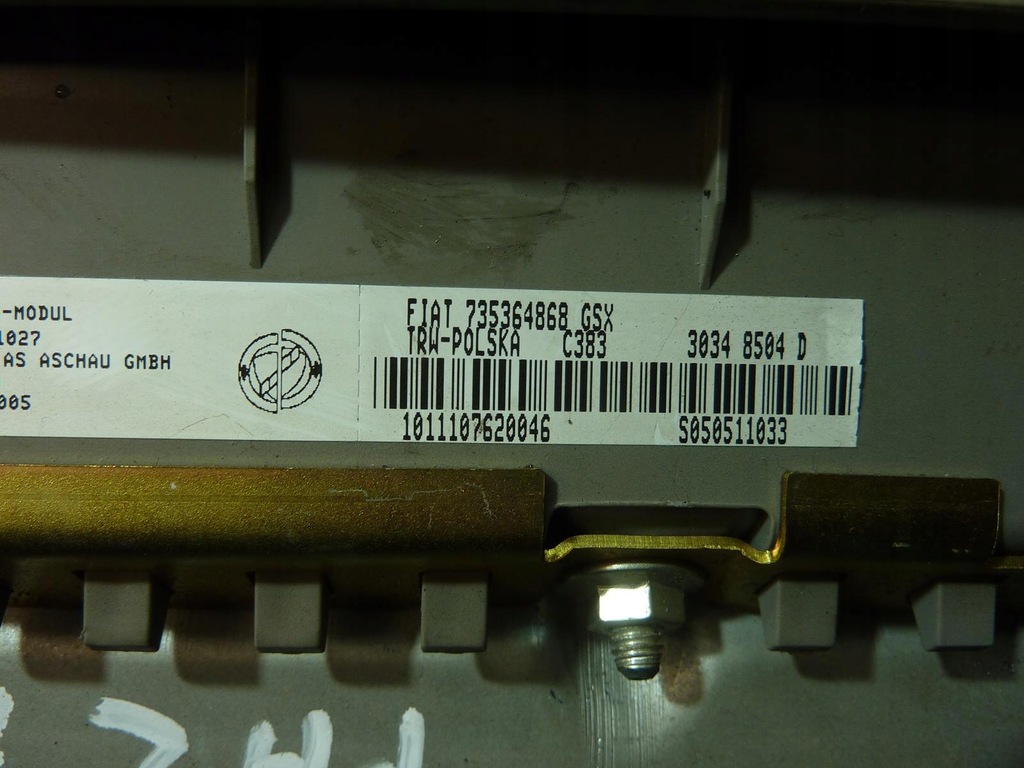 -MODUL
1027
AS ASCHAU GMBH
005
FIAT 735364868 GSX
TRW-POLSKA C383 3034 8504 D
1011107620046 S050511033